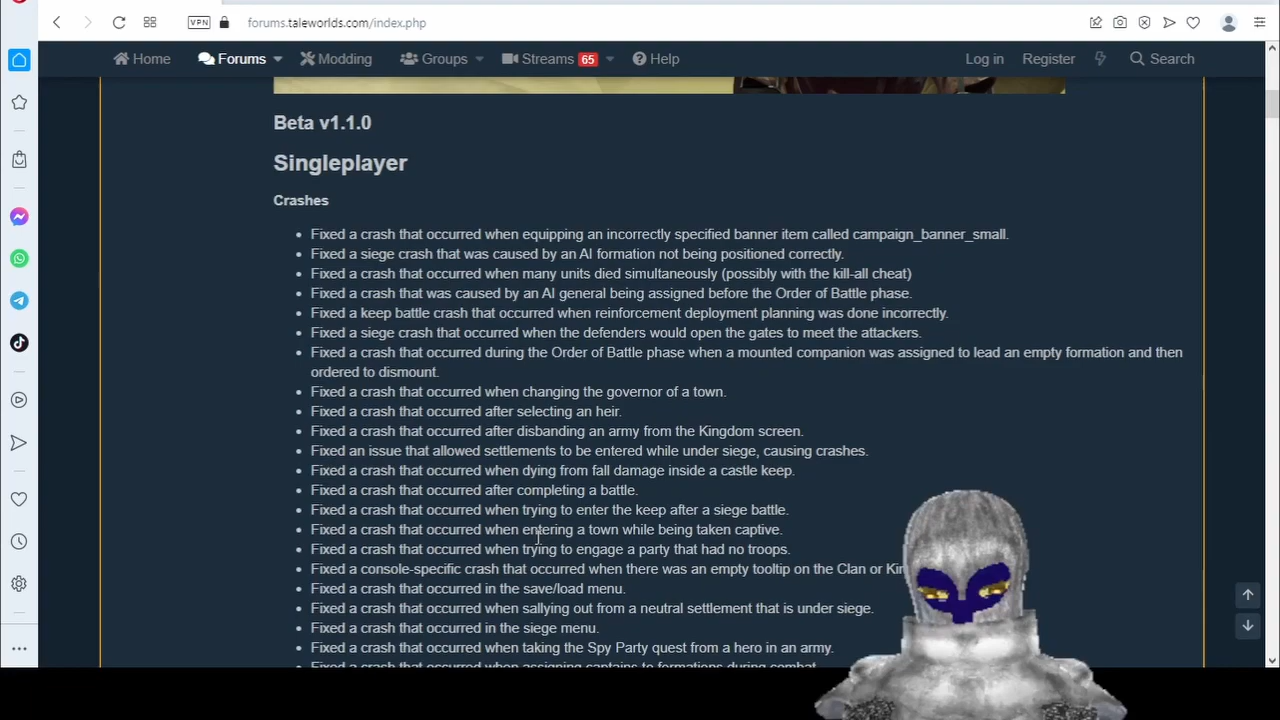 VPN
forums.taleworlds.com/index.php
Home
Forums
Modding
Groups
Streams 65
Help
Log in
Register
Search
Beta v1.1.0
Singleplayer
Crashes
Fixed a crash that occurred when equipping an incorrectly specified banner item called campaign_banner_small.
Fixed a siege crash that was caused by an AI formation not being positioned correctly.
Fixed a crash that occurred when many units died simultaneously (possibly with the kill-all cheat)
Fixed a crash that was caused by an AI general being assigned before the Order of Battle phase.
Fixed a keep battle crash that occurred when reinforcement deployment planning was done incorrectly.
Fixed a siege crash that occurred when the defenders would open the gates to meet the attackers.
Fixed a crash that occurred during the Order of Battle phase when a mounted companion was assigned to lead an empty formation and then
ordered to dismount.
Fixed a crash that occurred when changing the governor of a town.
Fixed a crash that occurred after selecting an heir.
Fixed a crash that occurred after disbanding an army from the Kingdom screen.
Fixed an issue that allowed settlements to be entered while under siege, causing crashes.
Fixed a crash that occurred when dying from fall damage inside a castle keep.
Fixed a crash that occurred after completing a battle.
Fixed a crash that occurred when trying to enter the keep after a siege battle.
Fixed a crash that occurred when entering a town while being taken captive.
Fixed a crash that occurred when trying to engage a party that had no troops.
Fixed a console-specific crash that occurred when there was an empty tooltip on the Clan or
Fixed a crash that occurred in the save/load menu.
Fixed a crash that occurred when sallying out from a neutral settlement that is under siege.
Fixed a crash that occurred in the siege menu.
Fixed a crash that occurred when taking the Spy Party quest from a hero in an army.
Fixed a crash that occurred when assigning captains to formations during combat.